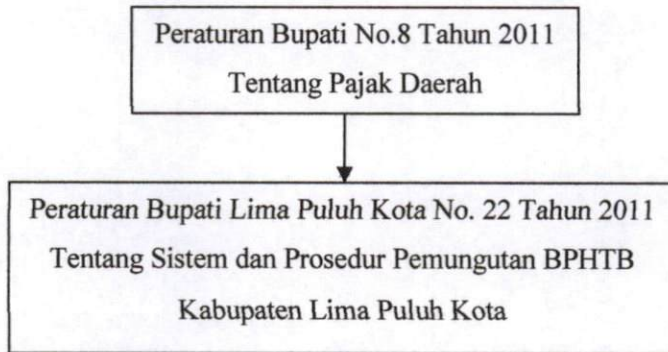 Peraturan Bupati No.8 Tahun 2011
Tentang Pajak Daerah
Peraturan Bupati Lima Puluh Kota No. 22 Tahun 2011
Tentang Sistem dan Prosedur Pemungutan BPHTB
Kabupaten Lima Puluh Kota